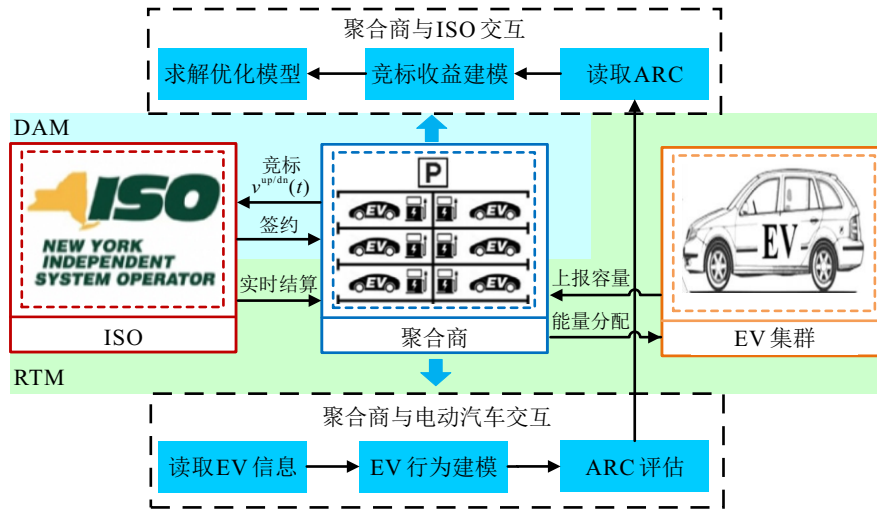 聚合商与ISO交互
求解优化模型
竞标收益建模
读取ARC
DAM
ISO
NEW YORK
INDEPENDENT
SYSTEM OPERATOR
ISO
竞标
v^up/dn(t)
签约
实时结算
P
EV EV
EV EV
EV EV
聚合商
上报容量
能量分配
EV
EV集群
RTM
聚合商与电动汽车交互
读取EV信息
EV行为建模
ARC评估